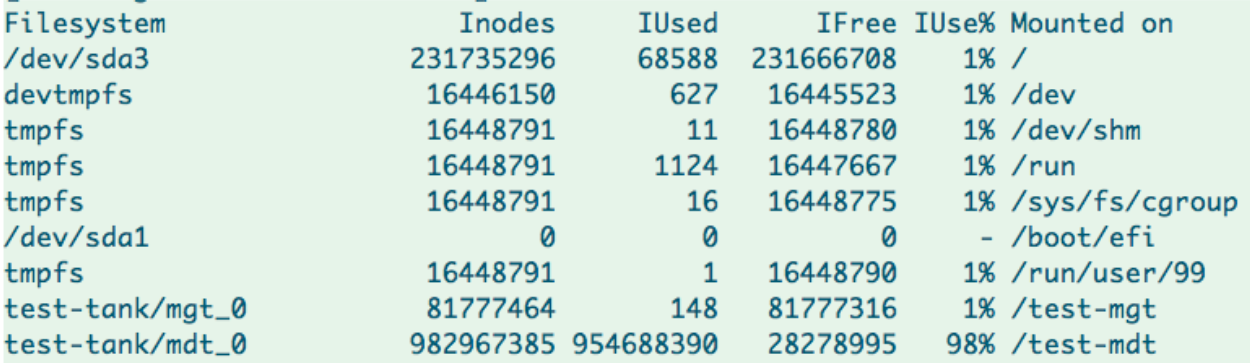 Filesystem Inodes IUsed IFree IUse% Mounted on
/dev/sda3 231735296 68588 231666708 1% /
devtmpfs 16446150 627 16445523 1% /dev
tmpfs 16448791 11 16448780 1% /dev/shm
tmpfs 16448791 1124 16447667 1% /run
tmpfs 16448791 16 16448775 1% /sys/fs/cgroup
/dev/sda1 0 0 0 - /boot/efi
tmpfs 16448791 1 16448790 1% /run/user/99
test-tank/mgt_0 81777464 148 81777316 1% /test-mgt
test-tank/mdt_0 982967385 954688390 28278995 98% /test-mdt